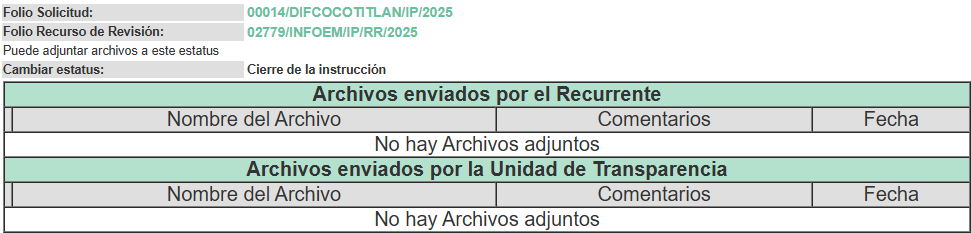 Folio Solicitud: 00014/DIFCOCOTITLAN/IP/2025
Folio Recurso de Revisión: 02779/INFOEM/IP/RR/2025
Puede adjuntar archivos a este estatus
Cambiar estatus: Cierre de la instrucción
Archivos enviados por el Recurrente
Nombre del Archivo Comentarios Fecha
No hay Archivos adjuntos
Archivos enviados por la Unidad de Transparencia
Nombre del Archivo Comentarios Fecha
No hay Archivos adjuntos